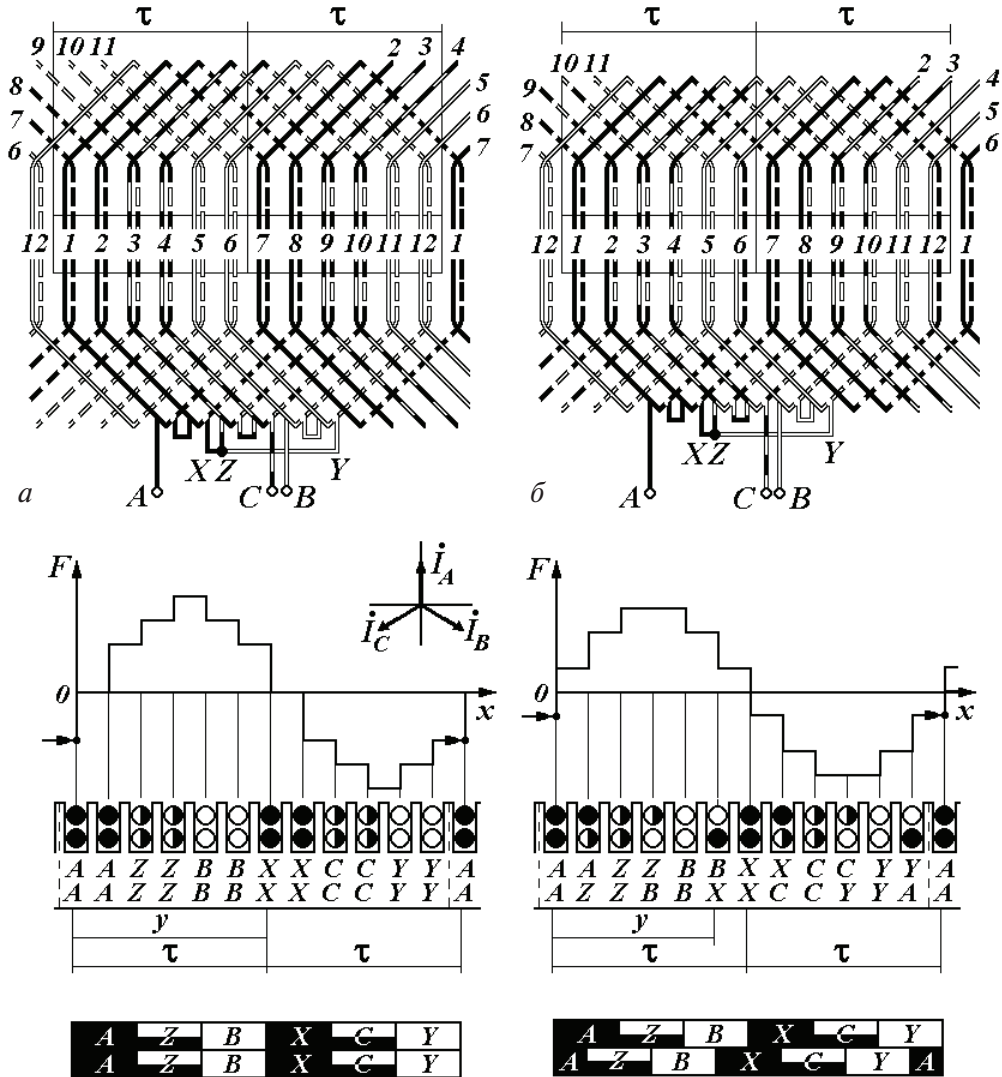 τ τ
9 10 11 2 3 4
8 5
7 6
6 7
12 1 2 3 4 5 6 7 8 9 10 11 12 1
X Z Y
а A C B
τ τ
10 11 2 3
9 4
8 5
7 6
12 1 2 3 4 5 6 7 8 9 10 11 12 1
X Z Y
б A C B
F
İA
İC İB
0
x
A A Z Z B B X X C C Y Y A
A A Z Z B B X X C C Y Y A
y
τ τ
F
0
x
A A Z Z B B X X C C Y Y A
A Z Z B B X X C C Y Y A A
y
τ τ
A Z B X C Y
A Z B X C Y
A Z B X C Y
A Z B X C Y A